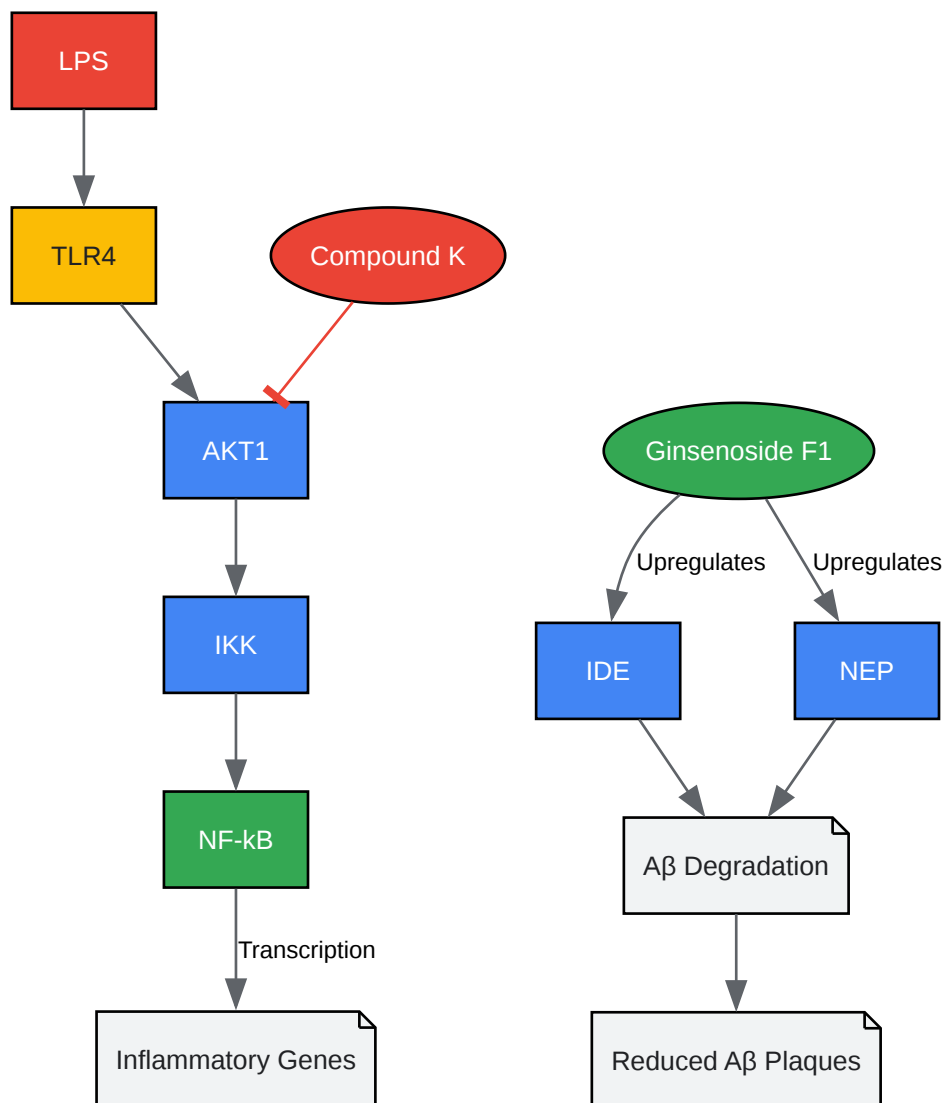 LPS
TLR4
Compound K
AKT1
Ginsenoside F1
Upregulates
Upregulates
IKK
IDE
NEP
NF-kB
Aβ Degradation
Transcription
Inflammatory Genes
Reduced Aβ Plaques